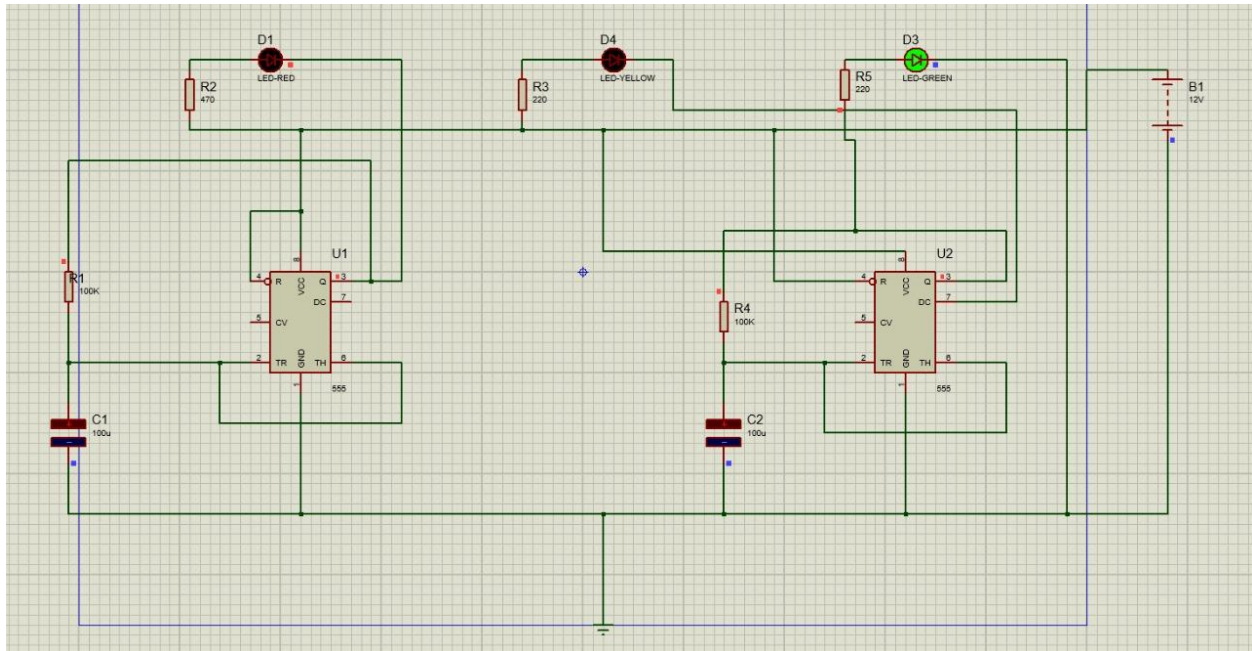 D1
LED-RED
D4
LED-YELLOW
D3
LED-GREEN
R2
470
R3
220
R5
220
B1
12V
U1
U2
R1
100K
4
R
8
VCC
Q
3
DC
7
5
CV
2
TR
GND
1
TH
6
555
C1
100u
R4
100K
4
R
8
VCC
Q
3
DC
7
5
CV
2
TR
GND
1
TH
6
555
C2
100u